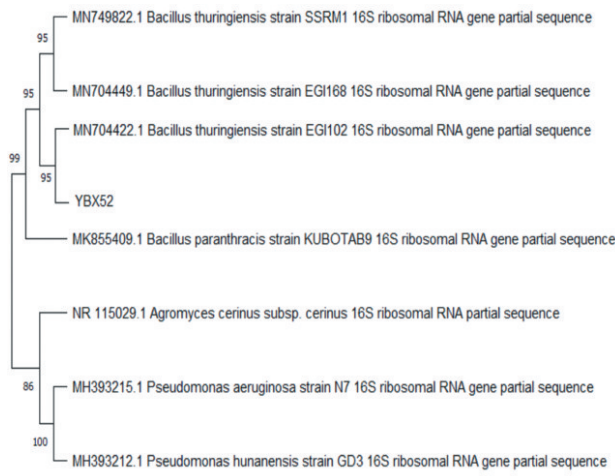 MN749822.1 Bacillus thuringiensis strain SSRM1 16S ribosomal RNA gene partial sequence
95
95
MN704449.1 Bacillus thuringiensis strain EGI168 16S ribosomal RNA gene partial sequence
MN704422.1 Bacillus thuringiensis strain EGI102 16S ribosomal RNA gene partial sequence
99
95
YBX52
MK855409.1 Bacillus paranthracis strain KUBOTAB9 16S ribosomal RNA gene partial sequence
NR 115029.1 Agromyces cerinus subsp. cerinus 16S ribosomal RNA partial sequence
86
MH393215.1 Pseudomonas aeruginosa strain N7 16S ribosomal RNA gene partial sequence
100
MH393212.1 Pseudomonas hunanensis strain GD3 16S ribosomal RNA gene partial sequence